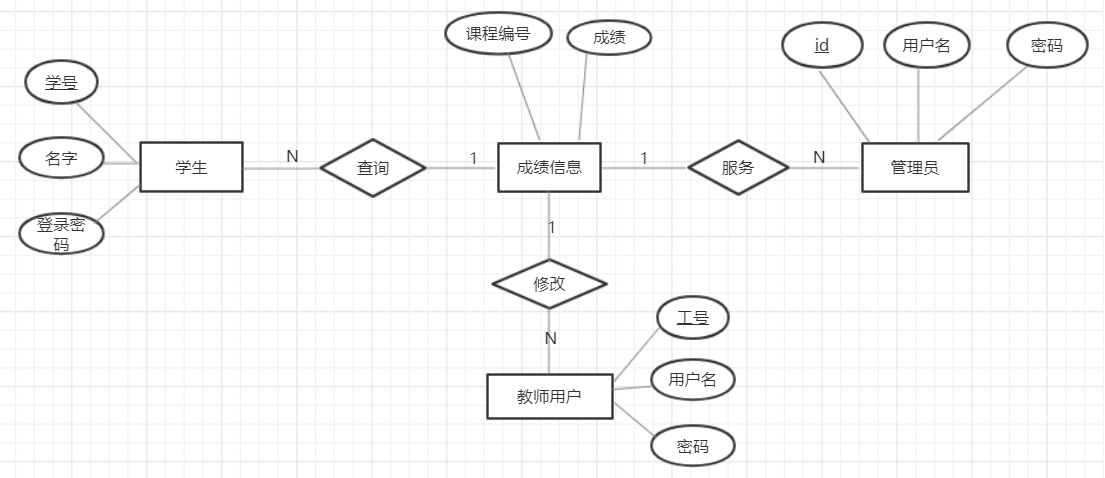 课程编号
成绩
id
用户名
密码
学号
名字
登录密
码
学生
N
查询
1
成绩信息
1
服务
N
管理员
1
修改
N
教师用户
工号
用户名
密码